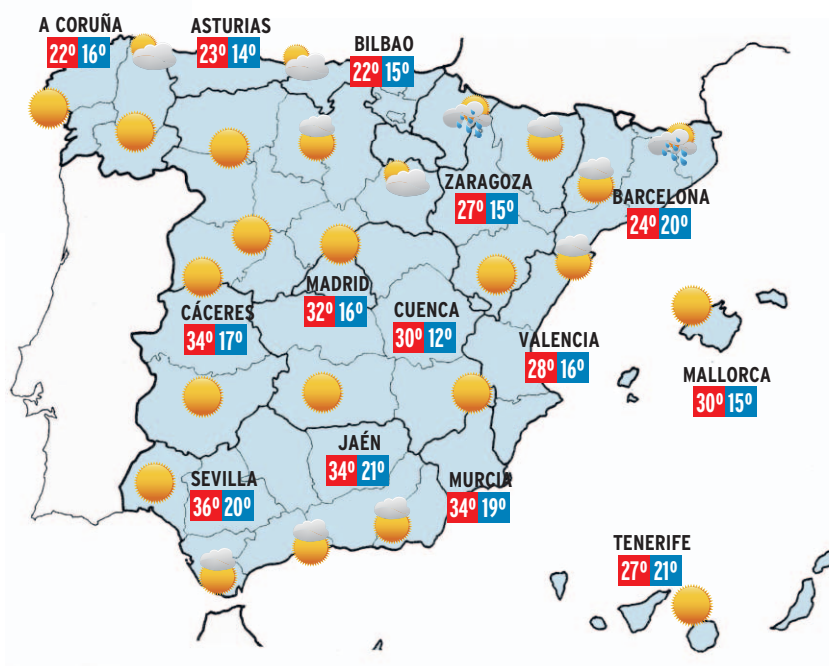 A CORUÑA
22º 16º
ASTURIAS
23º 14º
BILBAO
22º 15º
ZARAGOZA
27º 15º
BARCELONA
24º 20º
MADRID
32º 16º
CÁCERES
34º 17º
CUENCA
30º 12º
VALENCIA
28º 16º
MALLORCA
30º 15º
JAÉN
34º 21º
SEVILLA
36º 20º
MURCIA
34º 19º
TENERIFE
27º 21º